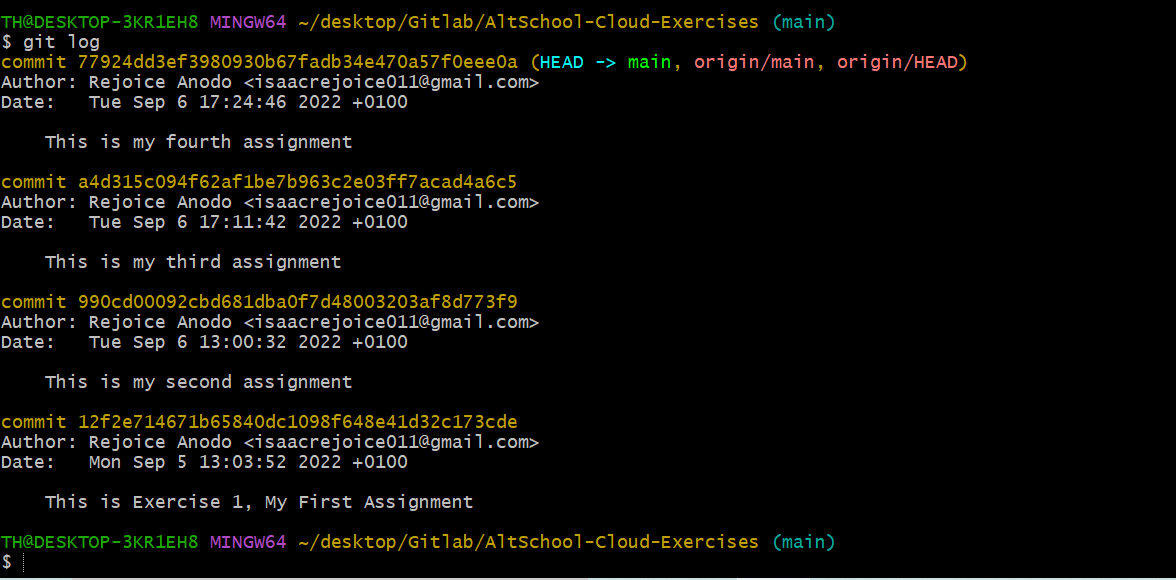 TH@DESKTOP-3KR1EH8 MINGW64 ~/desktop/Gitlab/AltSchool-Cloud-Exercises (main)
$ git log
commit 77924dd3ef3980930b67fadb34e470a57f0eee0a (HEAD -> main, origin/main, origin/HEAD)
Author: Rejoice Anodo <isaacrejoice011@gmail.com>
Date:   Tue Sep 6 17:24:46 2022 +0100
    This is my fourth assignment
commit a4d315c094f62af1be7b963c2e03ff7acad4a6c5
Author: Rejoice Anodo <isaacrejoice011@gmail.com>
Date:   Tue Sep 6 17:11:42 2022 +0100
    This is my third assignment
commit 990cd00092cbd681dba0f7d48003203af8d773f9
Author: Rejoice Anodo <isaacrejoice011@gmail.com>
Date:   Tue Sep 6 13:00:32 2022 +0100
    This is my second assignment
commit 12f2e714671b65840dc1098f648e41d32c173cde
Author: Rejoice Anodo <isaacrejoice011@gmail.com>
Date:   Mon Sep 5 13:03:52 2022 +0100
    This is Exercise 1, My First Assignment
TH@DESKTOP-3KR1EH8 MINGW64 ~/desktop/Gitlab/AltSchool-Cloud-Exercises (main)
$